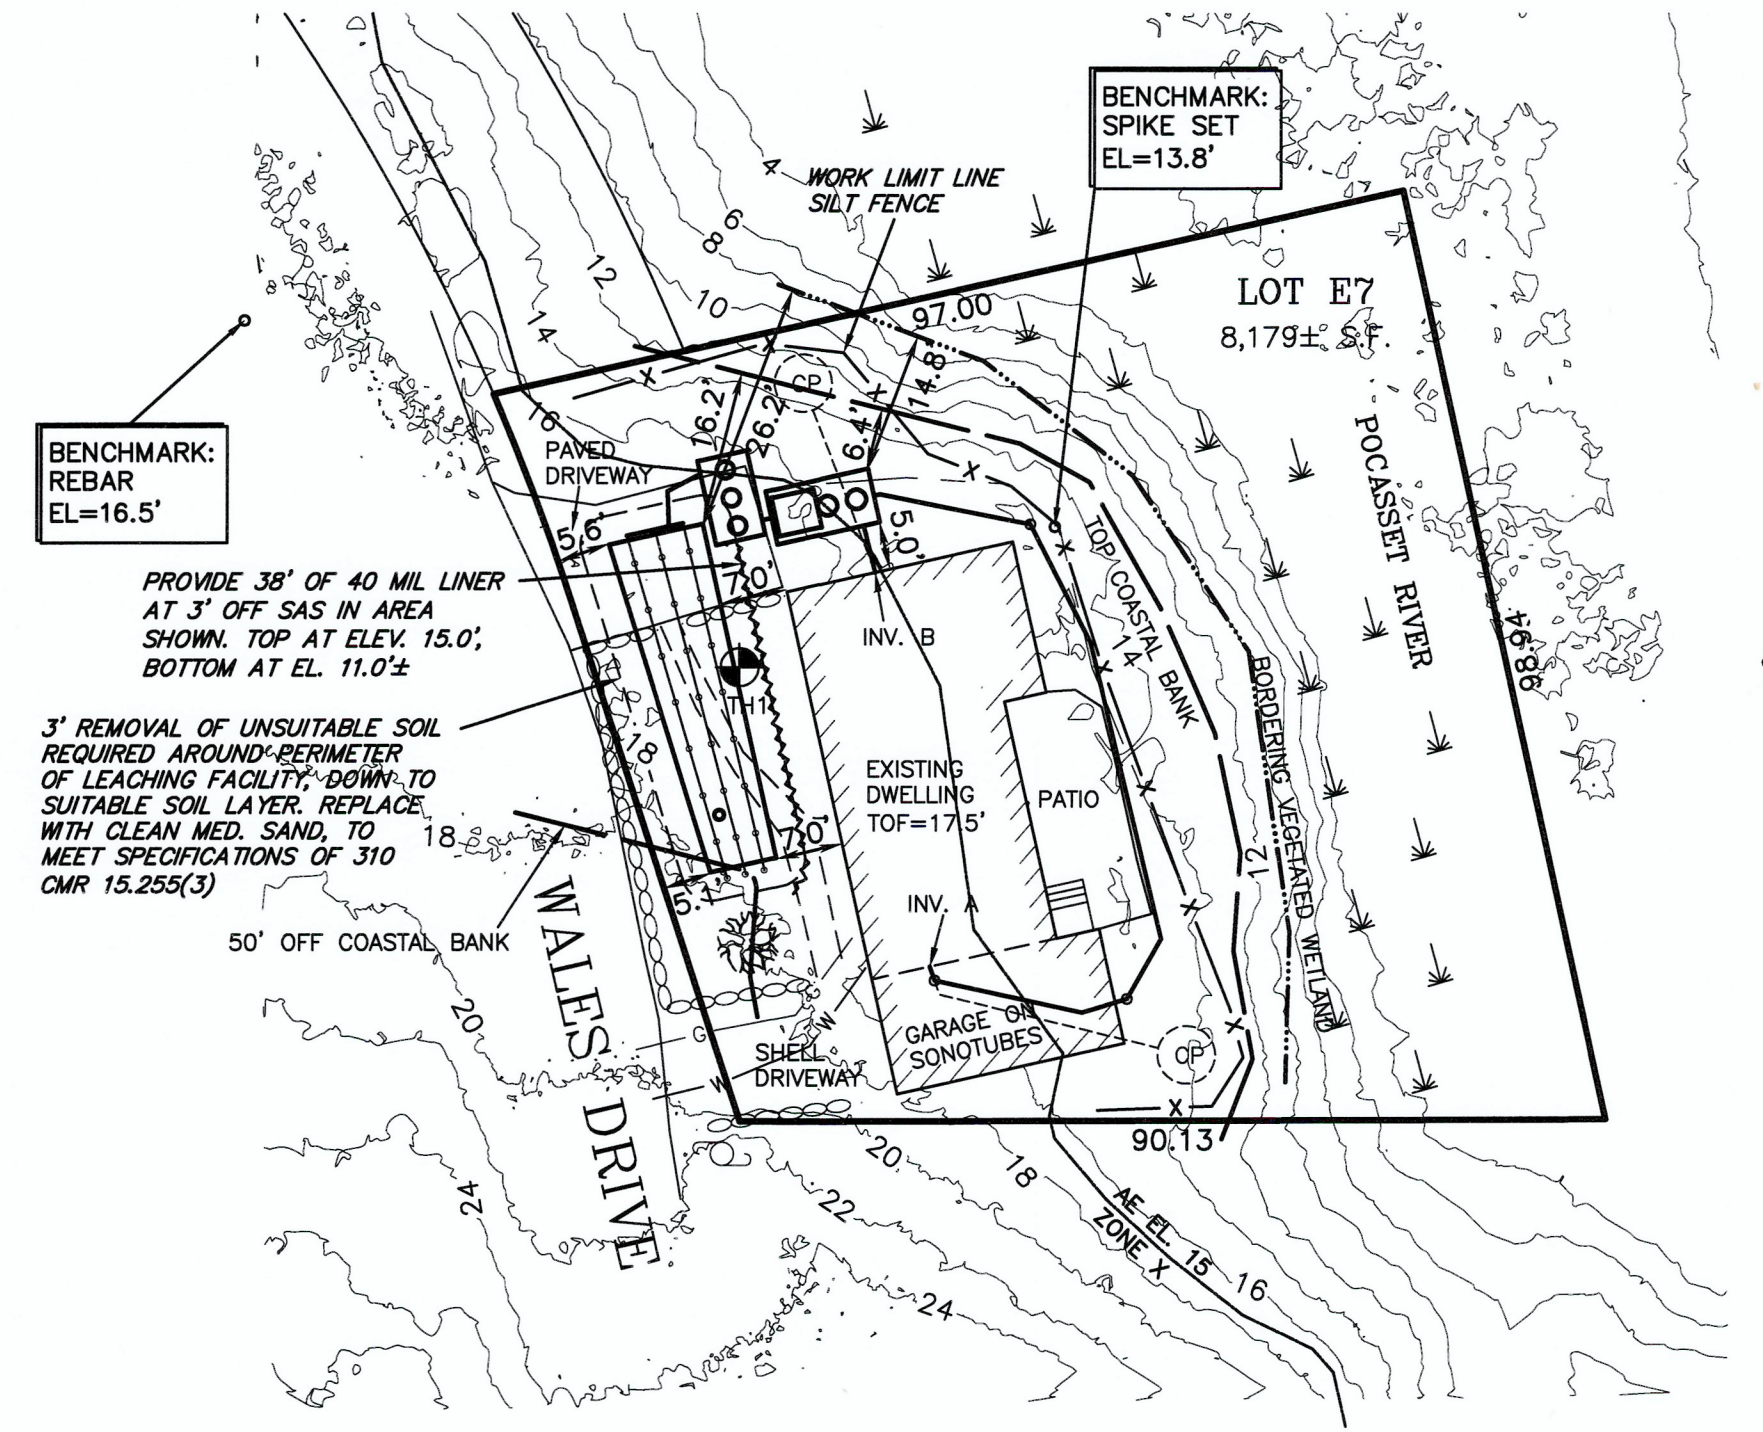 BENCHMARK:
SPIKE SET
EL=13.8'
4
WORK LIMIT LINE
SILT FENCE
6
8
10
12
14
97.00
LOT E7
8,179± S.F.
BENCHMARK:
REBAR
EL=16.5'
16
PAVED
DRIVEWAY
CP
16.2'
26.2'
6.4'
14.8'
5.0'
5.6'
7.0'
POCASSET RIVER
PROVIDE 38' OF 40 MIL LINER
AT 3' OFF SAS IN AREA
SHOWN. TOP AT ELEV. 15.0',
BOTTOM AT EL. 11.0'±
INV. B
TOP COASTAL BANK
14
98.94
TH1
3' REMOVAL OF UNSUITABLE SOIL
REQUIRED AROUND PERIMETER
OF LEACHING FACILITY, DOWN TO
SUITABLE SOIL LAYER. REPLACE
WITH CLEAN MED. SAND, TO
MEET SPECIFICATIONS OF 310
CMR 15.255(3)
18
18
EXISTING
DWELLING
TOF=17.5'
PATIO
BORDERING VEGETATED WETLAND
12
7.0'
5.1'
50' OFF COASTAL BANK
INV. A
WALES DRIVE
20
G
G
W
W
X
X
X
X
X
X
X
X
X
X
GARAGE ON
SONOTUBES
SHELL
DRIVEWAY
CP
X
90.13
20
18
22
24
24
AE EL. 15
ZONE X
16